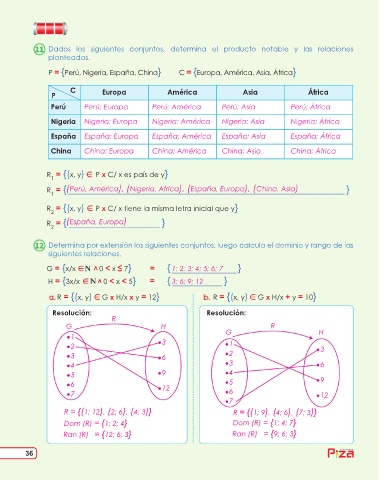 11 Dados los siguientes conjuntos, determina el producto notable y las relaciones
planteadas.
P = {Perú, Nigeria, España, China} C = {Europa, América, Asia, África}
P C Europa América Asia África
Perú Perú; Europa Perú; América Perú; Asia Perú; África
Nigeria Nigeria; Europa Nigeria; América Nigeria; Asia Nigeria; África
España España; Europa España; América España; Asia España; África
China China; Europa China; América China; Asia China; África
R1 = {(x, y) ∈ P x C/ x es país de y}
R1 = {(Perú, América), (Nigeria, Africa), (España, Europa), (China, Asia) }
R2 = {(x, y) ∈ P x C/ x tiene la misma letra inicial que y}
R2 = {(España, Europa) }
12 Determina por extensión los siguientes conjuntos, luego calcula el dominio y rango de las
siguientes relaciones.
G = {x/x ∈ N ∧ 0 < x ≤ 7} = { 1; 2; 3; 4; 5; 6; 7 }
H = {3x/x ∈ N ∧ 0 < x < 5} = { 3; 6; 9; 12 }
a. R = {(x, y) ∈ G x H/x x y = 12} b. R = {(x, y) ∈ G x H/x + y = 10}
Resolución: Resolución:
R R
G H G H
1 2 3 4 5 6 7 3 6 9 12
1 2 3 4 5 6 7 3 6 9 12
R = {(1; 12), (2, 6), (4; 3)} R = {(1; 9), (4; 6), (7; 3)}
Dom (R) = {1; 2; 4} Dom (R) = {1; 4; 7}
Ran (R) = {12; 6; 3} Ran (R) = {9; 6; 3}
36